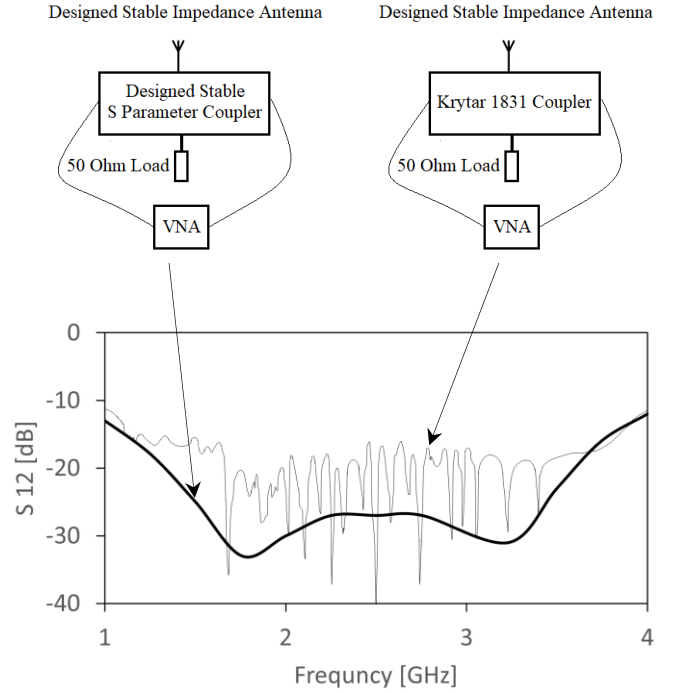 Designed Stable Impedance Antenna
Designed Stable
S Parameter Coupler
50 Ohm Load
VNA
Designed Stable Impedance Antenna
Krytar 1831 Coupler
50 Ohm Load
VNA
0
-10
-20
-30
-40
S 12 [dB]
1 2 3 4
Frequncy [GHz]